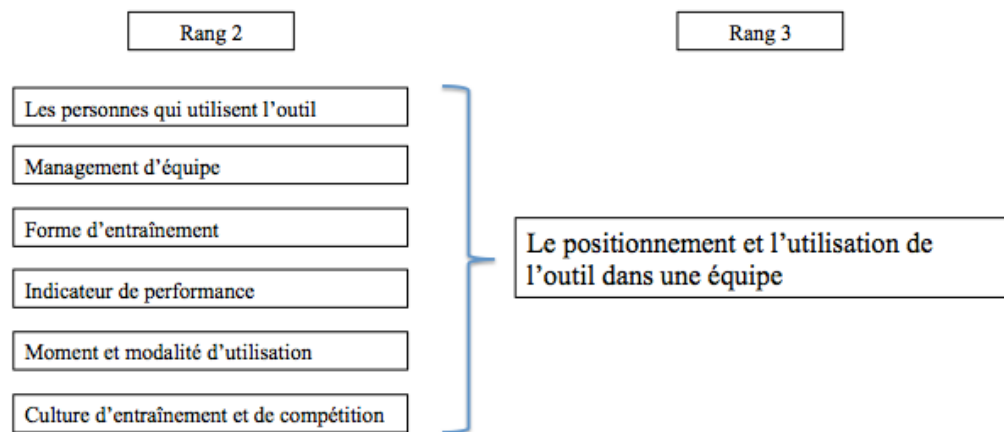 Rang 2
Rang 3
Les personnes qui utilisent l’outil
Management d’équipe
Forme d’entraînement
Indicateur de performance
Moment et modalité d’utilisation
Culture d’entraînement et de compétition
Le positionnement et l’utilisation de
l’outil dans une équipe